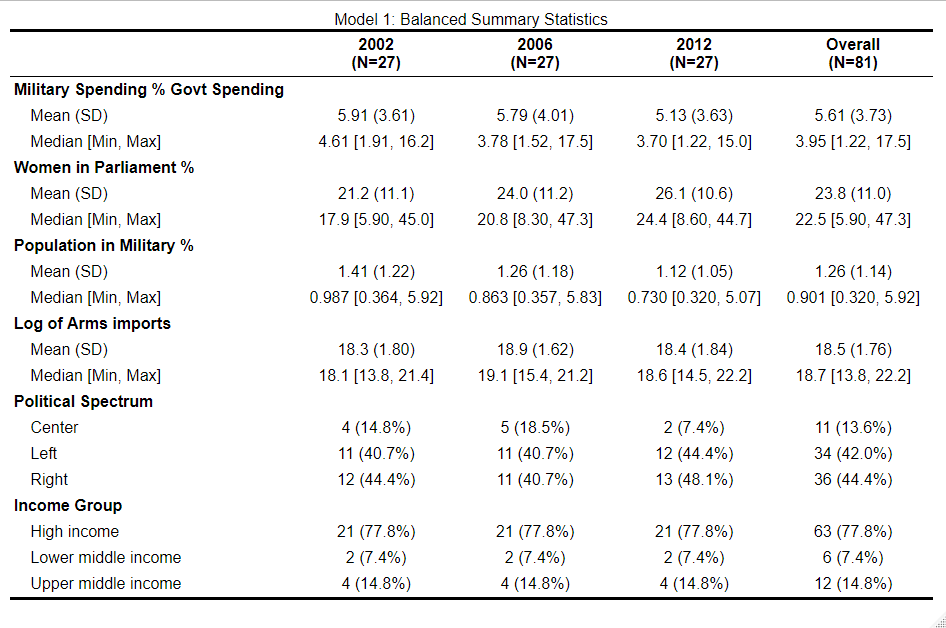 Model 1: Balanced Summary Statistics
2002 2006 2012 Overall
(N=27) (N=27) (N=27) (N=81)
Military Spending % Govt Spending
Mean (SD) 5.91 (3.61) 5.79 (4.01) 5.13 (3.63) 5.61 (3.73)
Median [Min, Max] 4.61 [1.91, 16.2] 3.78 [1.52, 17.5] 3.70 [1.22, 15.0] 3.95 [1.22, 17.5]
Women in Parliament %
Mean (SD) 21.2 (11.1) 24.0 (11.2) 26.1 (10.6) 23.8 (11.0)
Median [Min, Max] 17.9 [5.90, 45.0] 20.8 [8.30, 47.3] 24.4 [8.60, 44.7] 22.5 [5.90, 47.3]
Population in Military %
Mean (SD) 1.41 (1.22) 1.26 (1.18) 1.12 (1.05) 1.26 (1.14)
Median [Min, Max] 0.987 [0.364, 5.92] 0.863 [0.357, 5.83] 0.730 [0.320, 5.07] 0.901 [0.320, 5.92]
Log of Arms imports
Mean (SD) 18.3 (1.80) 18.9 (1.62) 18.4 (1.84) 18.5 (1.76)
Median [Min, Max] 18.1 [13.8, 21.4] 19.1 [15.4, 21.2] 18.6 [14.5, 22.2] 18.7 [13.8, 22.2]
Political Spectrum
Center 4 (14.8%) 5 (18.5%) 2 (7.4%) 11 (13.6%)
Left 11 (40.7%) 11 (40.7%) 12 (44.4%) 34 (42.0%)
Right 12 (44.4%) 11 (40.7%) 13 (48.1%) 36 (44.4%)
Income Group
High income 21 (77.8%) 21 (77.8%) 21 (77.8%) 63 (77.8%)
Lower middle income 2 (7.4%) 2 (7.4%) 2 (7.4%) 6 (7.4%)
Upper middle income 4 (14.8%) 4 (14.8%) 4 (14.8%) 12 (14.8%)